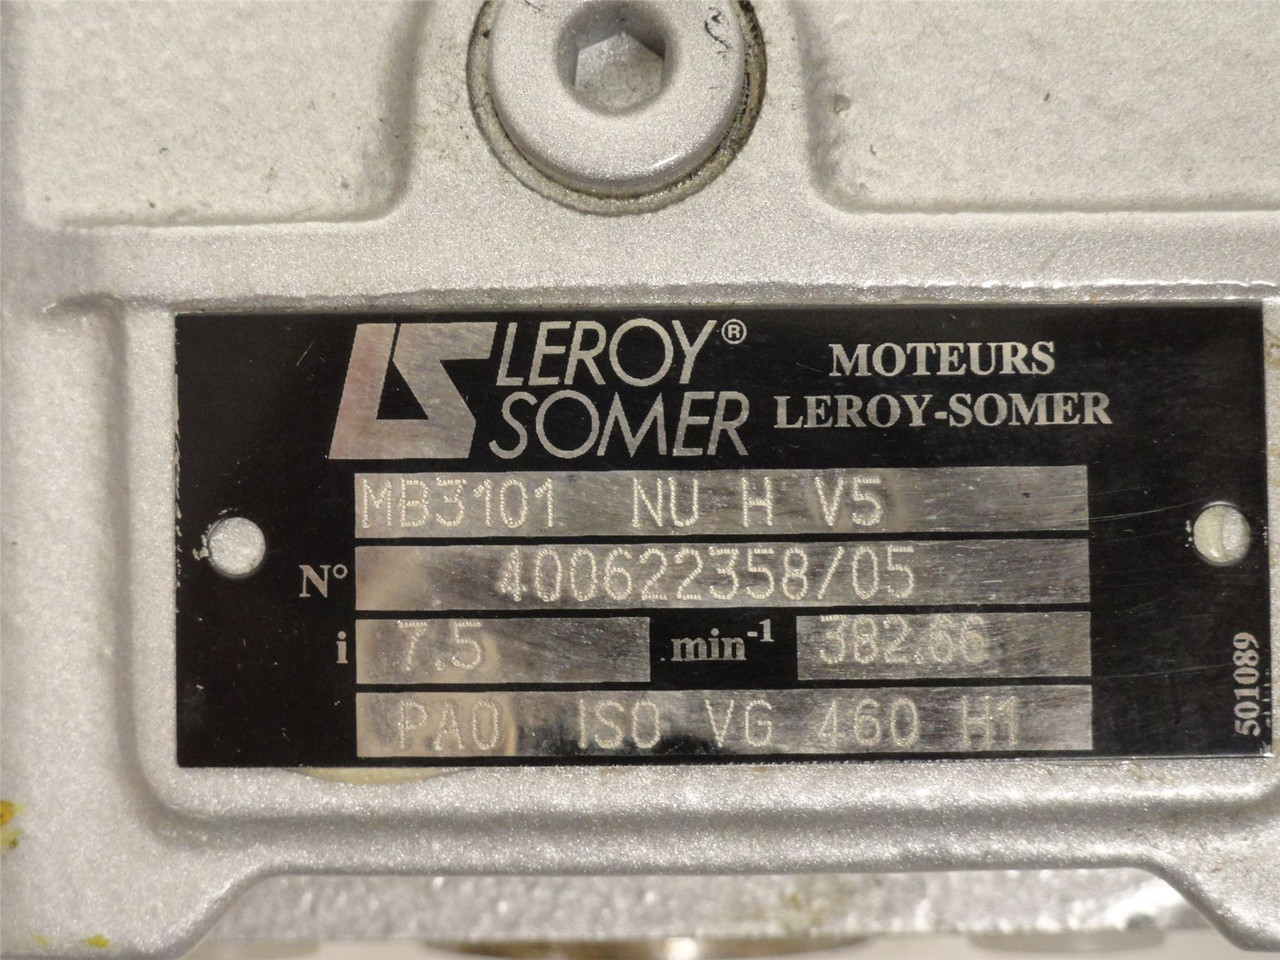 LS LEROY®
SOMER
MOTEURS
LEROY-SOMER
MB3101 NU H V5
N° 400622358/05
i 7.5 min-1 382.66
PAO ISO VG 460 H1
501089